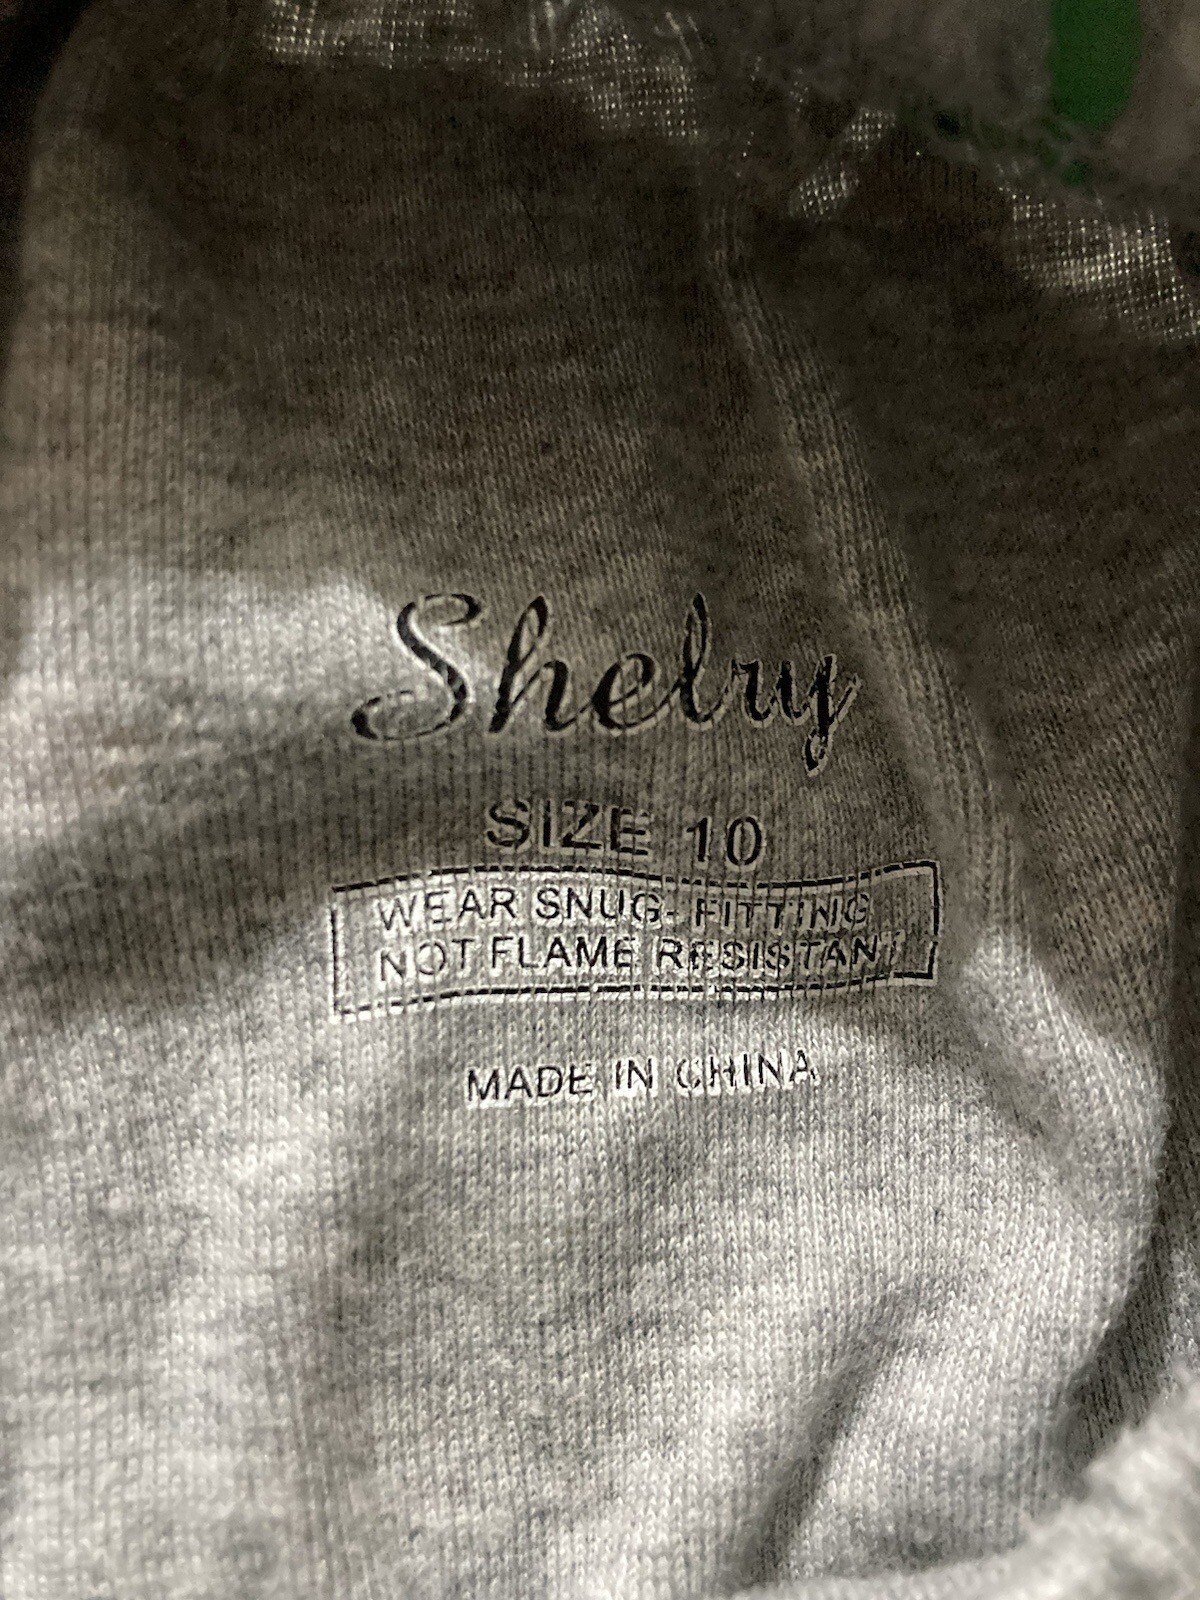 Shelry
SIZE 10
WEAR SNUG-FITTING
NOT FLAME RESISTANT
MADE IN CHINA